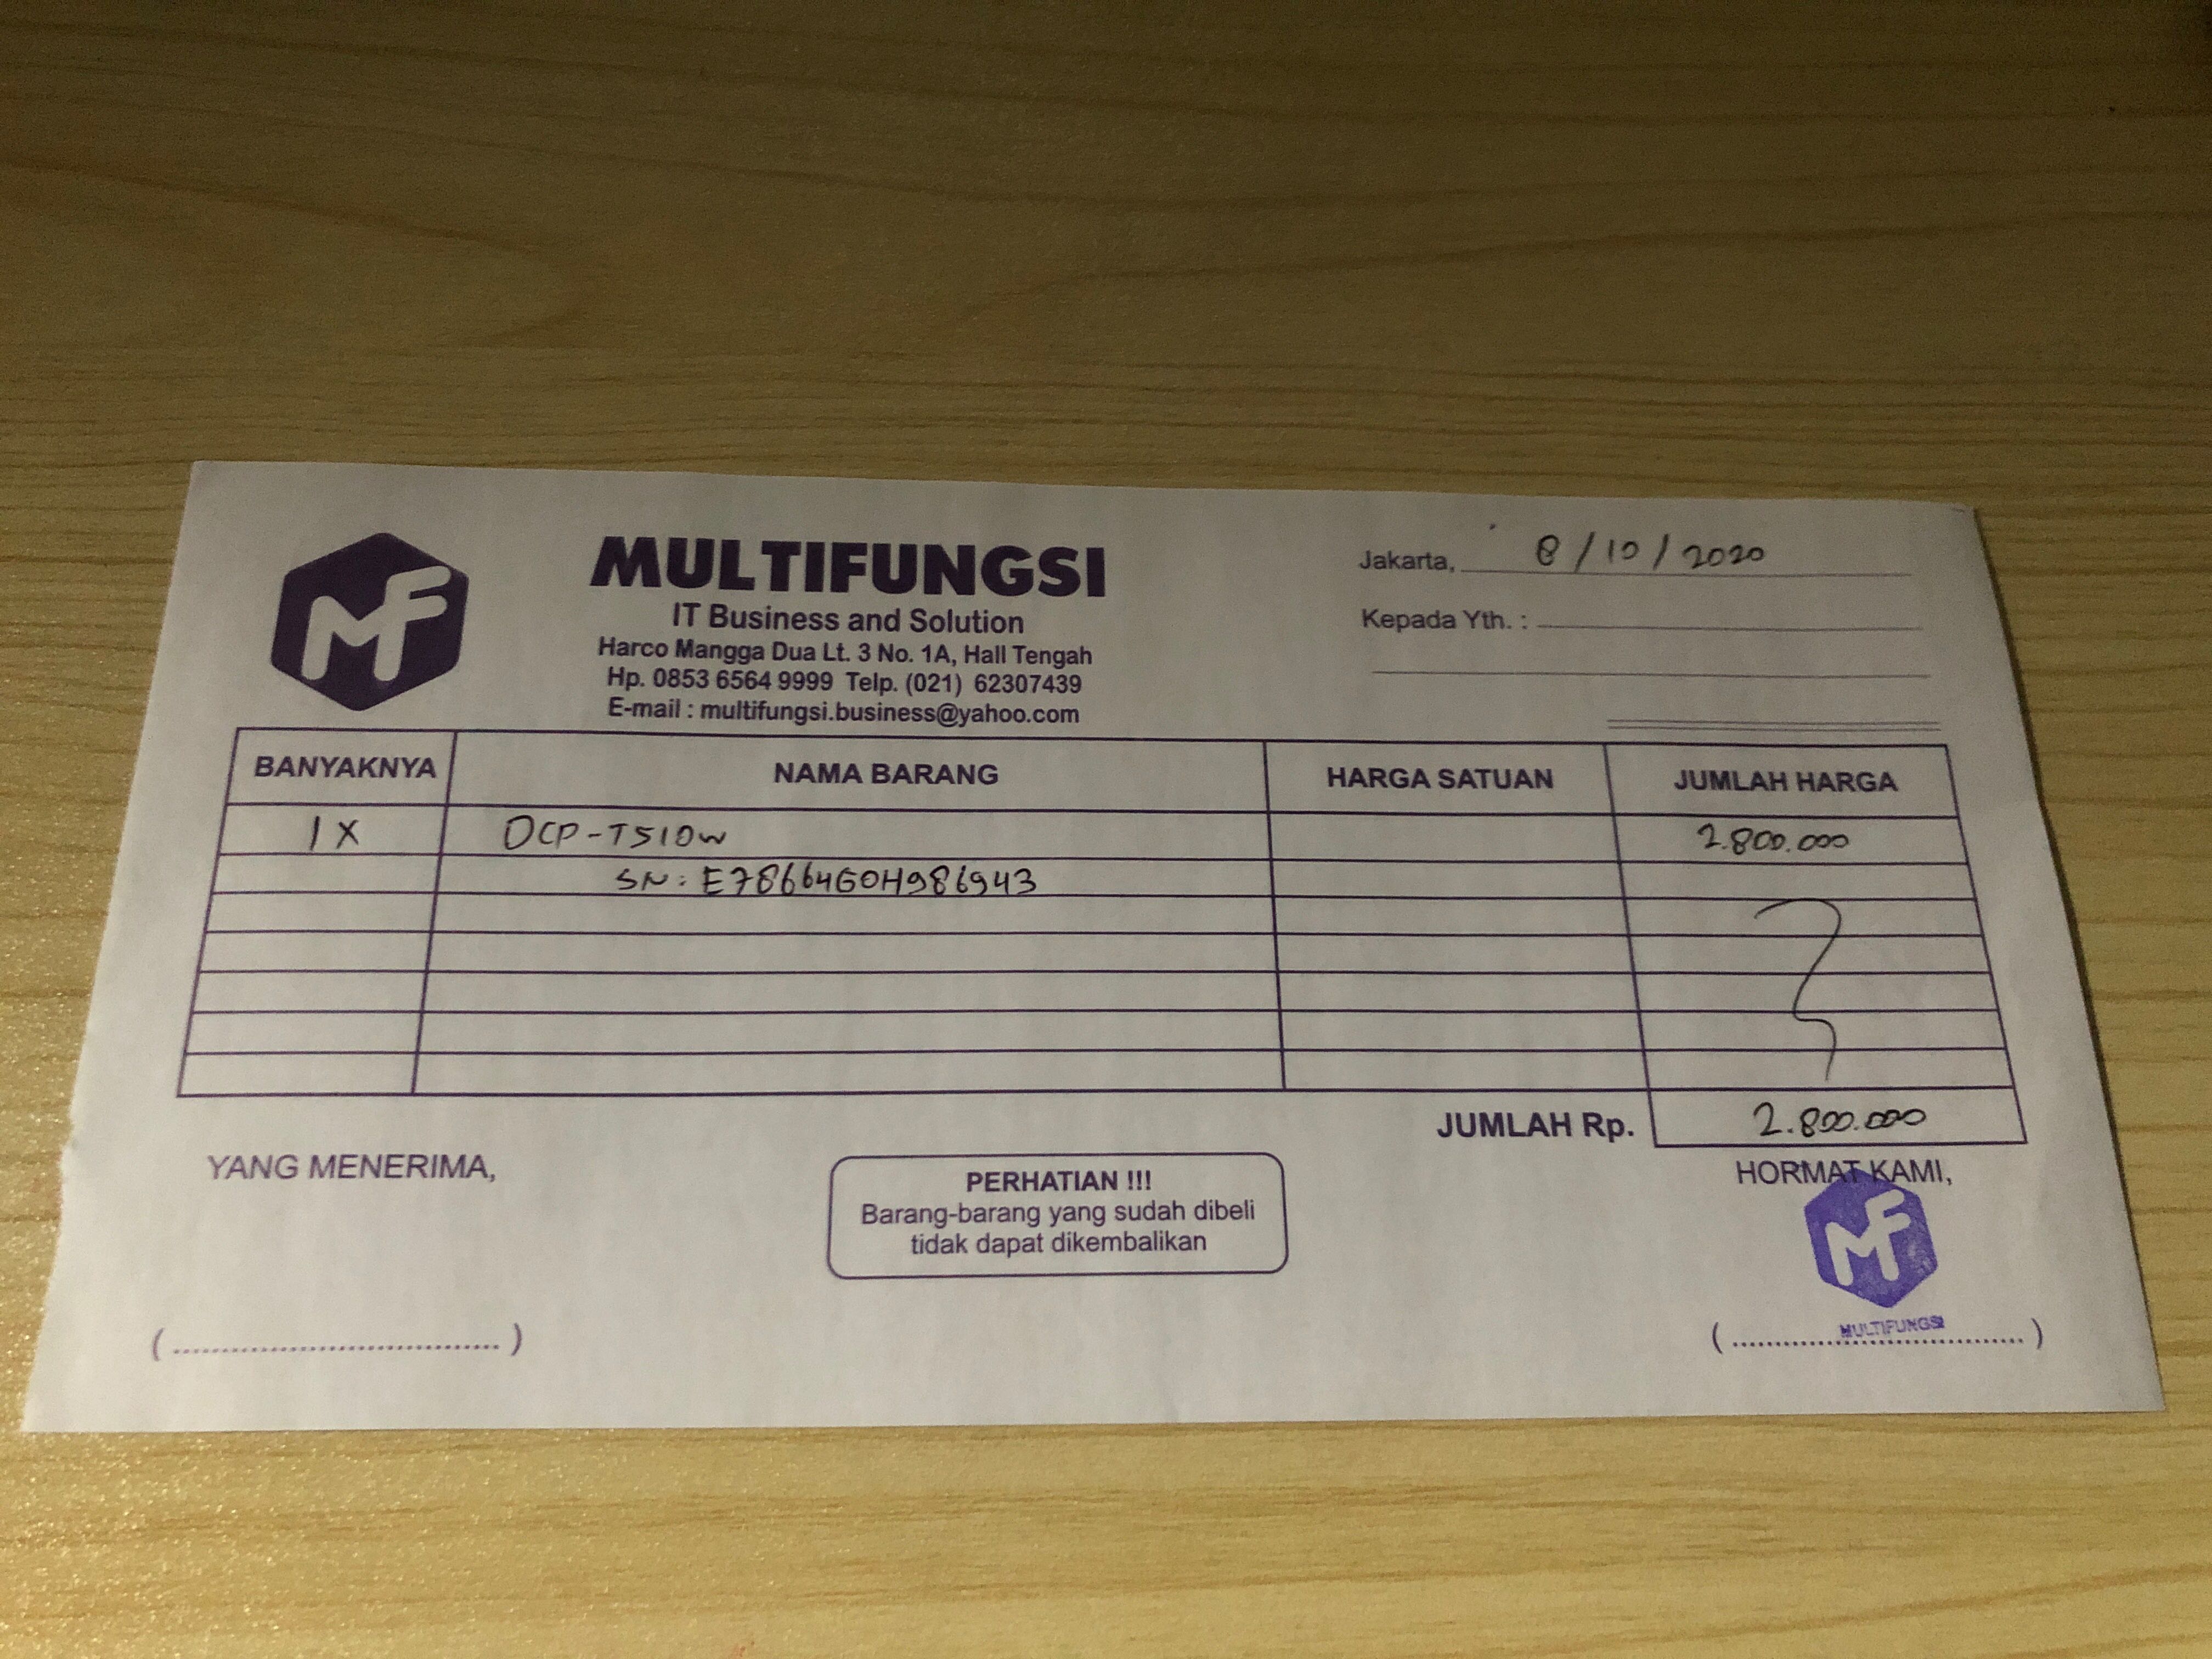 MF
MULTIFUNGSI
IT Business and Solution
Harco Mangga Dua Lt. 3 No. 1A, Hall Tengah
Hp. 0853 6564 9999 Telp. (021) 62307439
E-mail : multifungsi.business@yahoo.com
Jakarta, 8/10/2020
Kepada Yth. :
BANYAKNYA NAMA BARANG HARGA SATUAN JUMLAH HARGA
1 X DCP-T510W 2.800.000
SN: E78664G0H986943
JUMLAH Rp. 2.800.000
YANG MENERIMA,
PERHATIAN !!!
Barang-barang yang sudah dibeli
tidak dapat dikembalikan
HORMAT KAMI,
MF
MULTIFUNGSI
(..............................)
(..............................)